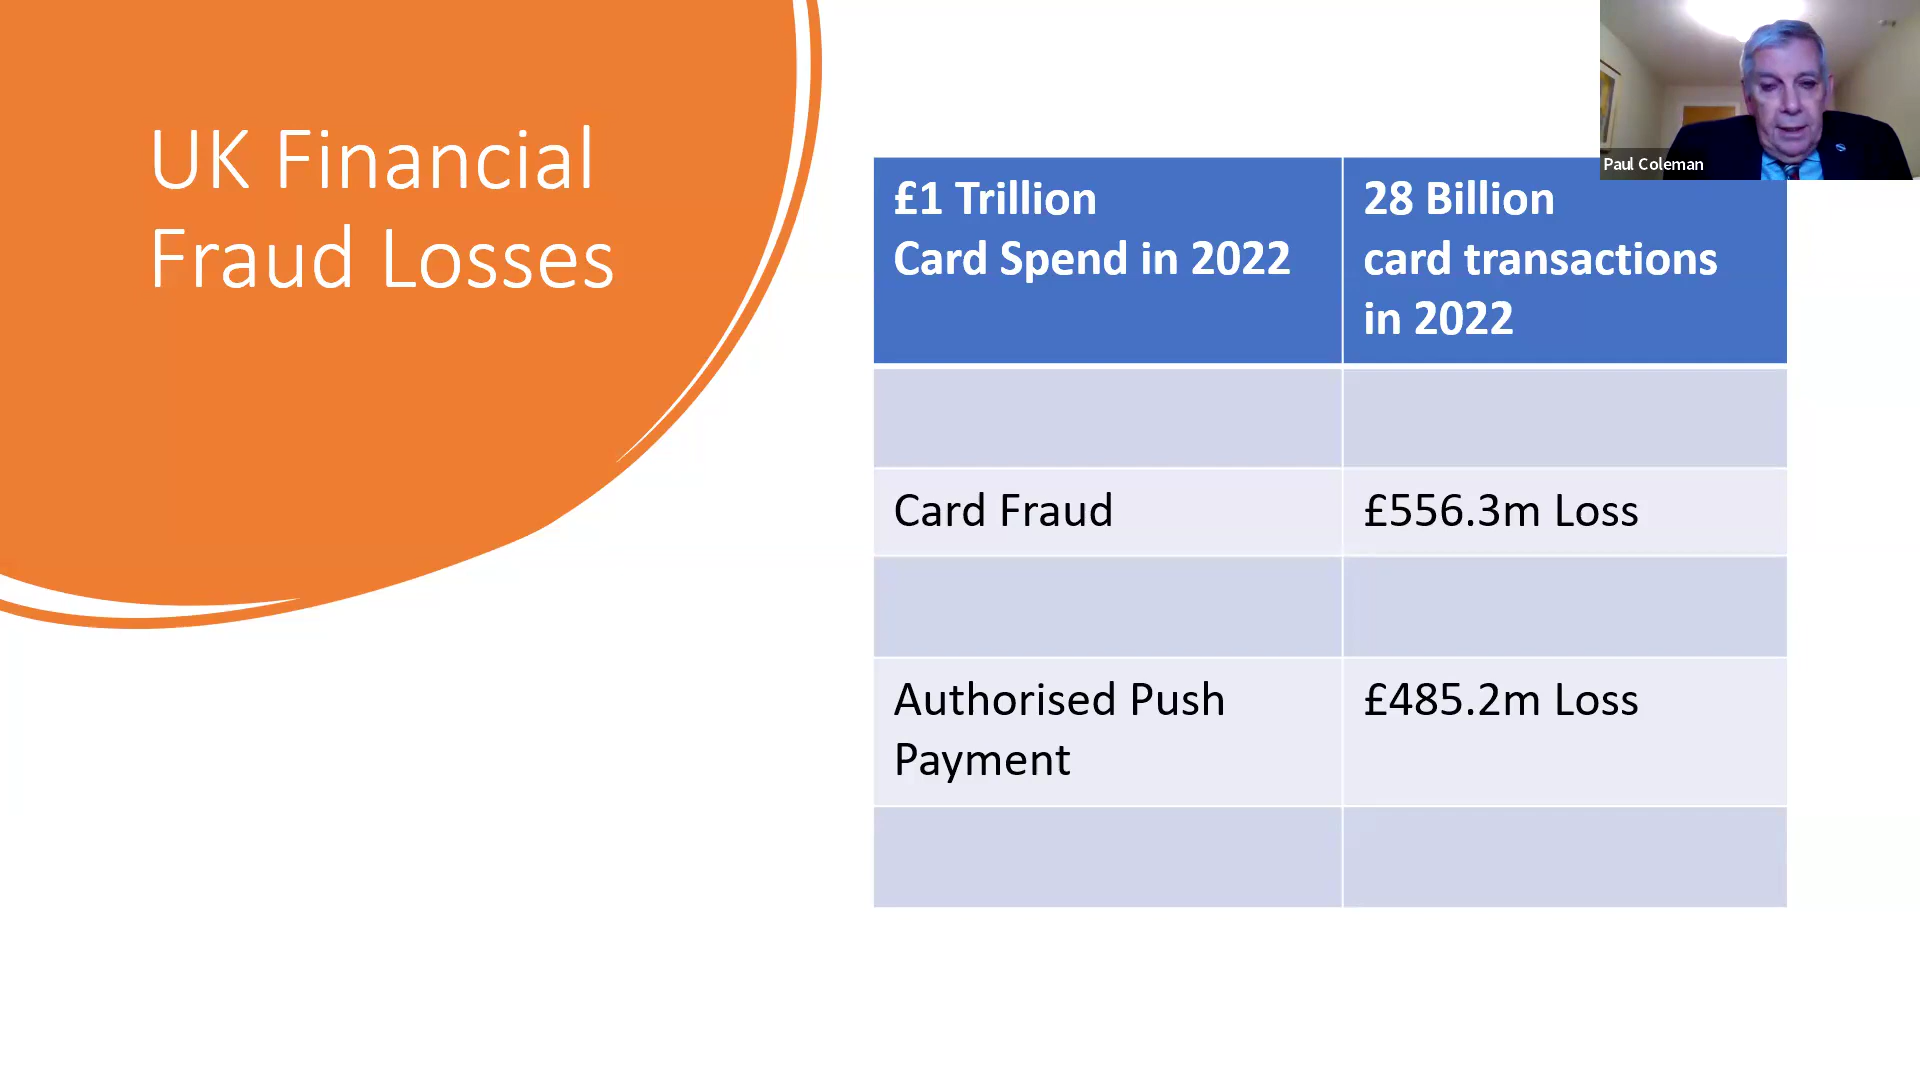 UK Financial
Fraud Losses
£1 Trillion
Card Spend in 2022
28 Billion
card transactions
in 2022
Card Fraud
£556.3m Loss
Authorised Push
Payment
£485.2m Loss
Paul Coleman